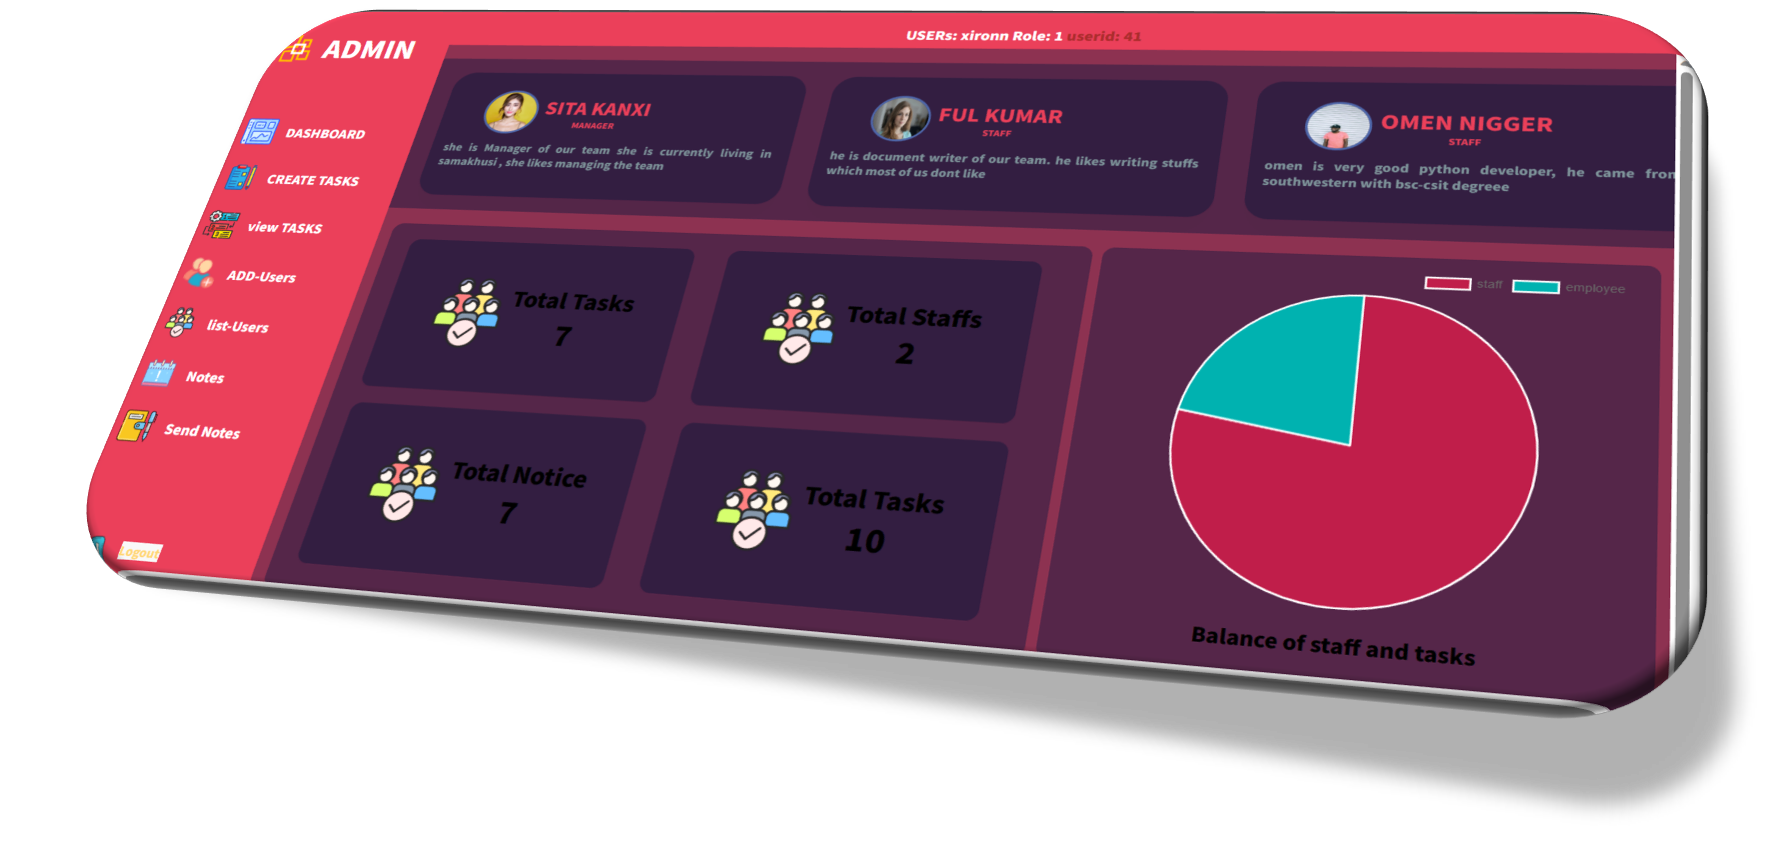 ADMIN
USERs: xironn Role: 1 userid: 41
DASHBOARD
CREATE TASKS
view TASKS
ADD-Users
list-Users
Notes
Send Notes
Logout
SITA KANXI
MANAGER
she is Manager of our team she is currently living in
samakhusi , she likes managing the team
FUL KUMAR
STAFF
he is document writer of our team. he likes writing stuffs
which most of us dont like
OMEN NIGGER
STAFF
omen is very good python developer, he came from
southwestern with bsc-csit degreee
Total Tasks
7
Total Staffs
2
Total Notice
7
Total Tasks
10
staff
employee
Balance of staff and tasks